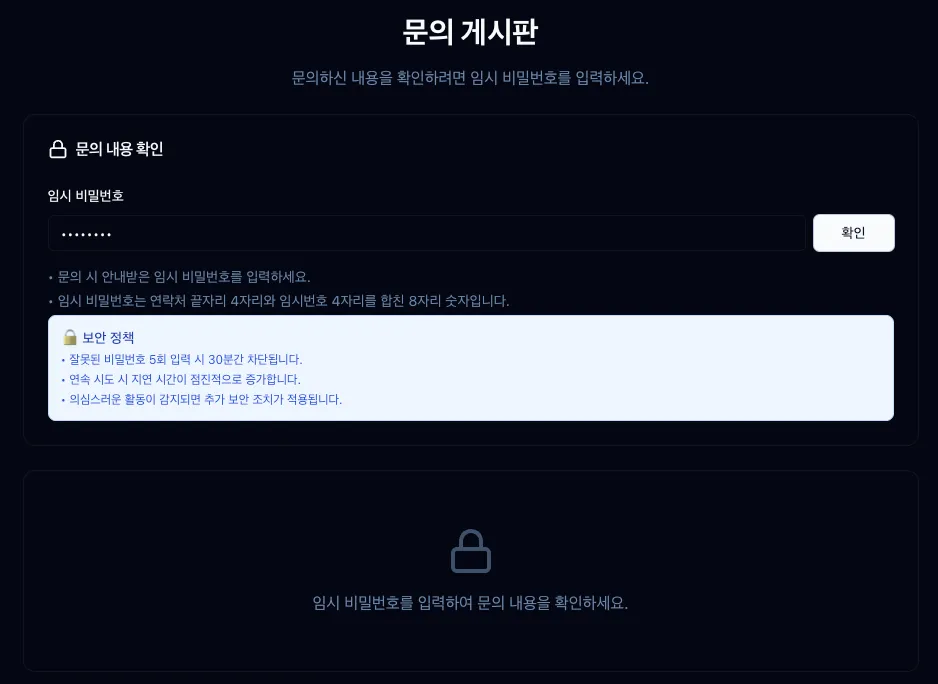 문의 게시판
문의하신 내용을 확인하려면 임시 비밀번호를 입력하세요.
문의 내용 확인
임시 비밀번호
••••••••
확인
• 문의 시 안내받은 임시 비밀번호를 입력하세요.
• 임시 비밀번호는 연락처 끝자리 4자리와 임시번호 4자리를 합친 8자리 숫자입니다.
🔒 보안 정책
• 잘못된 비밀번호 5회 입력 시 30분간 차단됩니다.
• 연속 시도 시 지연 시간이 점진적으로 증가합니다.
• 의심스러운 활동이 감지되면 추가 보안 조치가 적용됩니다.
임시 비밀번호를 입력하여 문의 내용을 확인하세요.